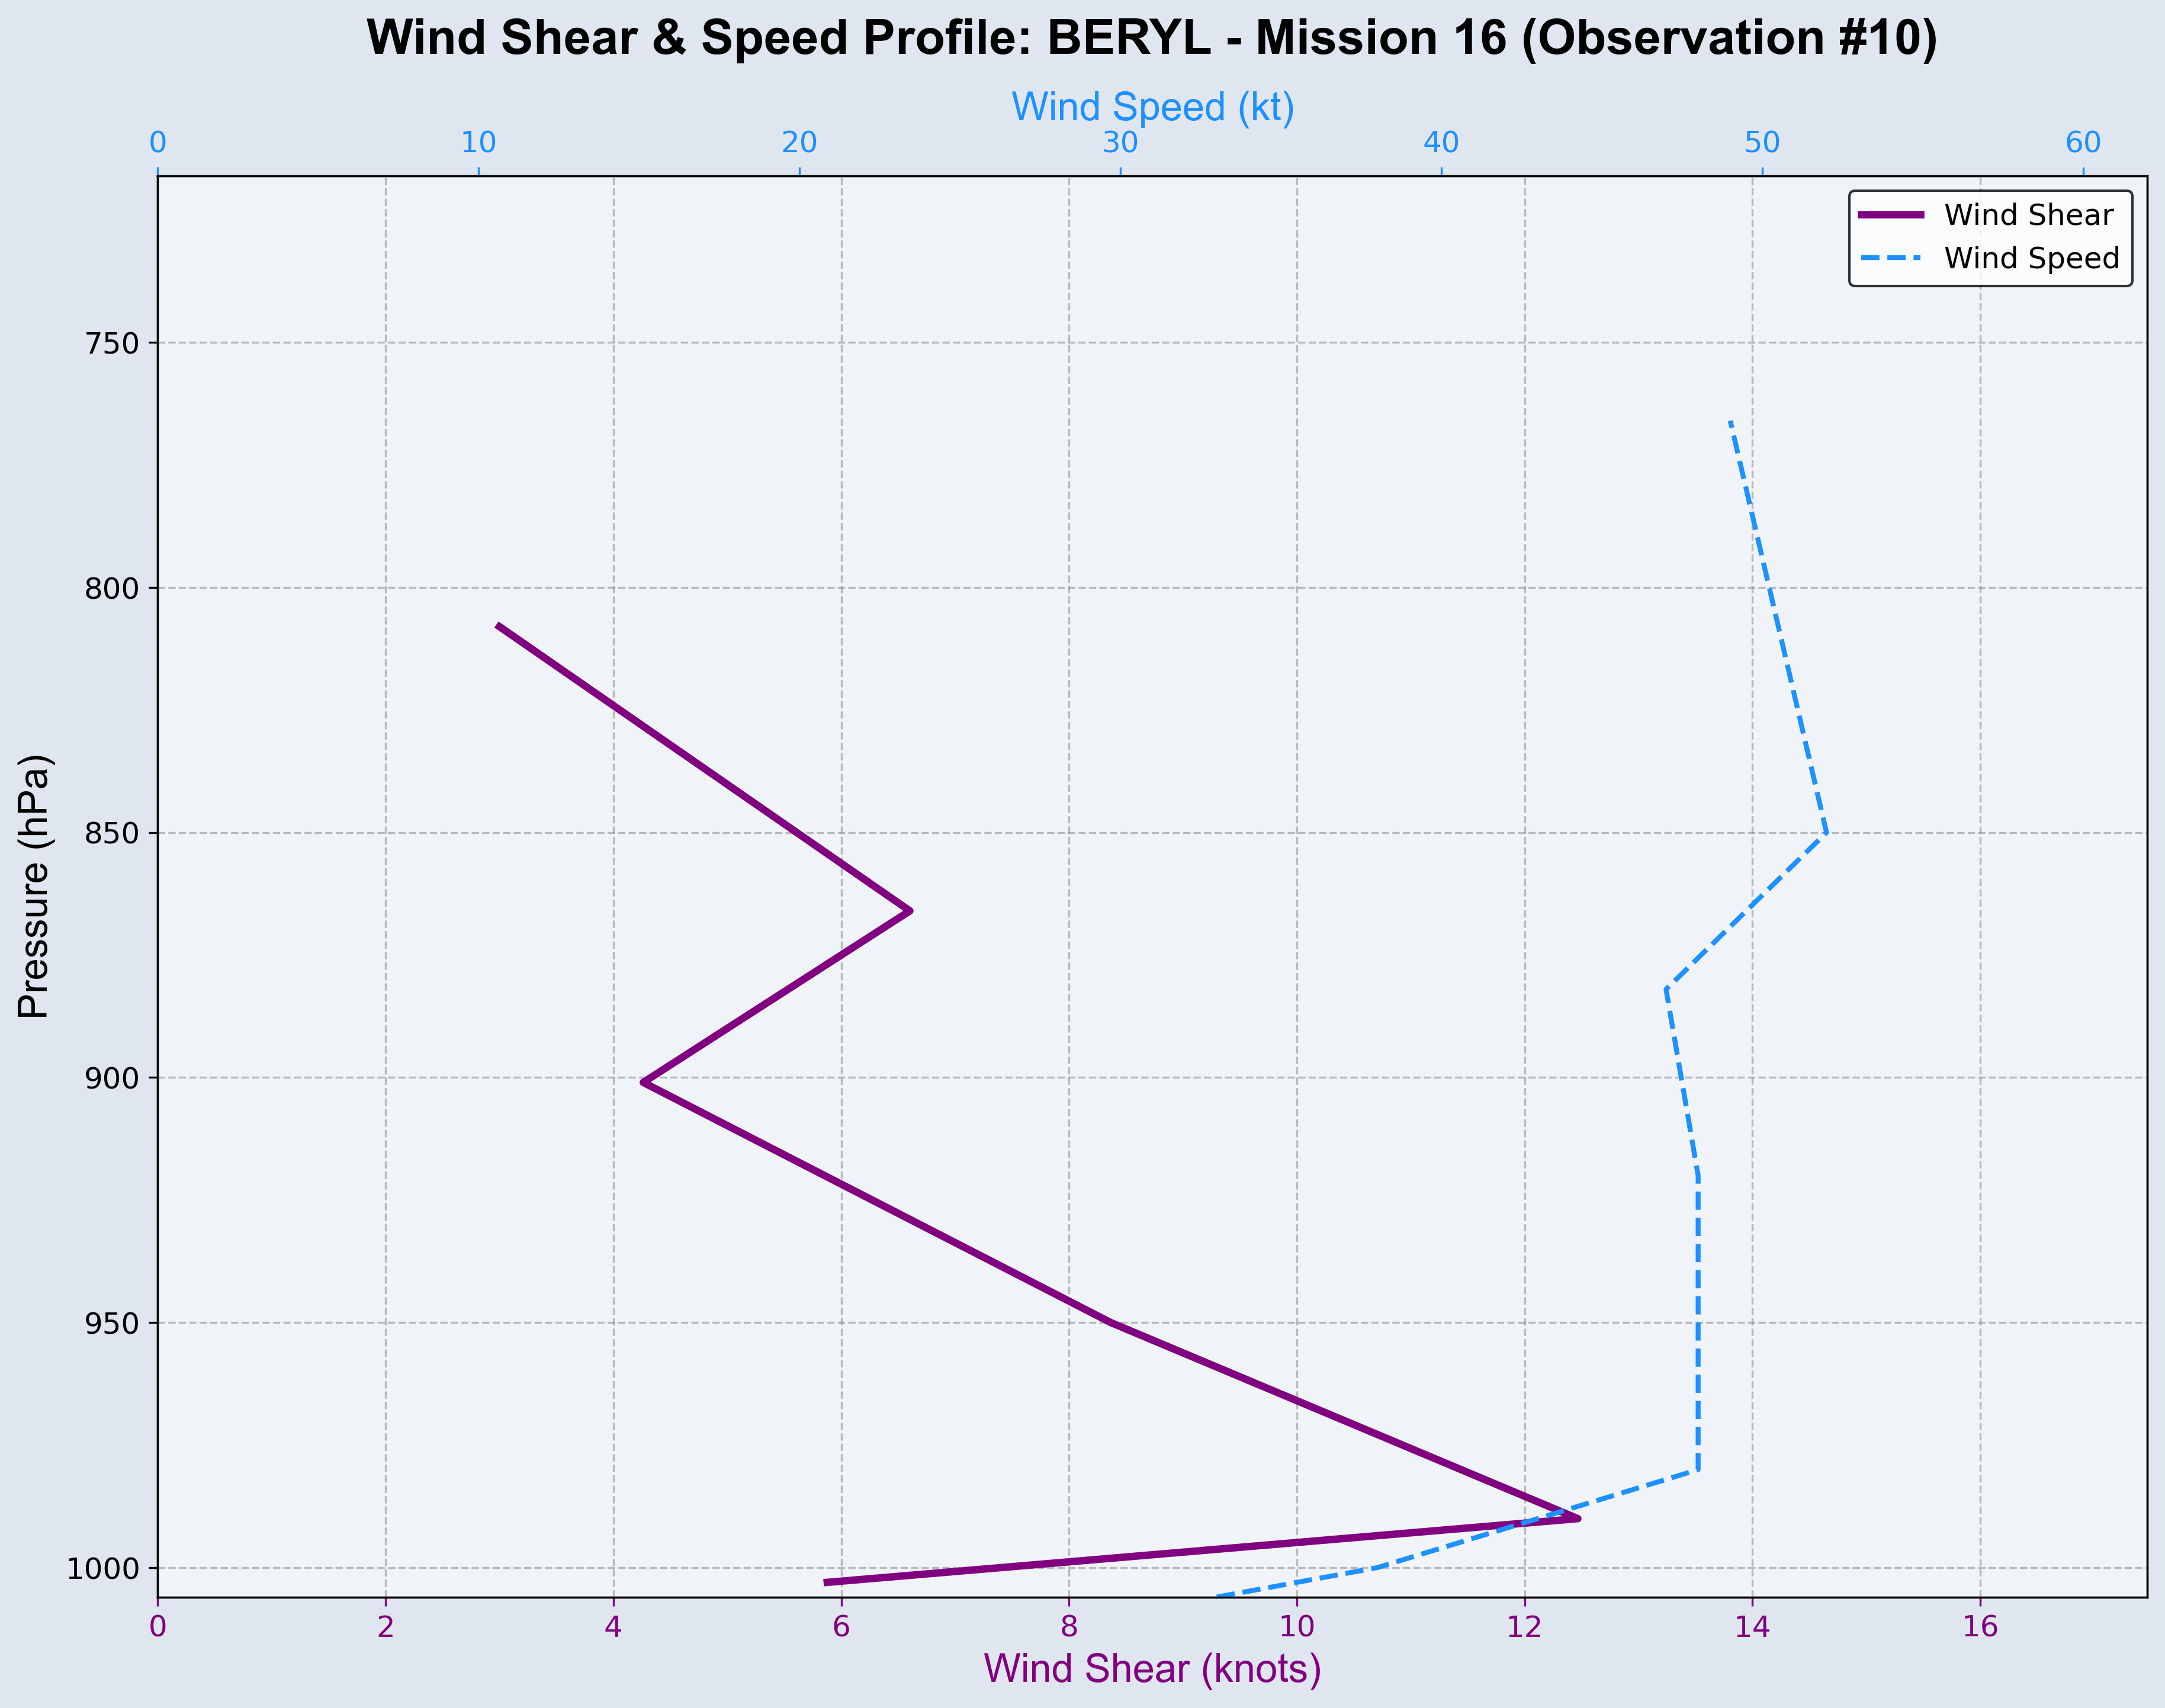 Wind Shear & Speed Profile: BERYL - Mission 16 (Observation #10)
Wind Speed (kt)
0 10 20 30 40 50 60
Wind Shear
Wind Speed
750
800
850
900
950
1000
Pressure (hPa)
0 2 4 6 8 10 12 14 16
Wind Shear (knots)